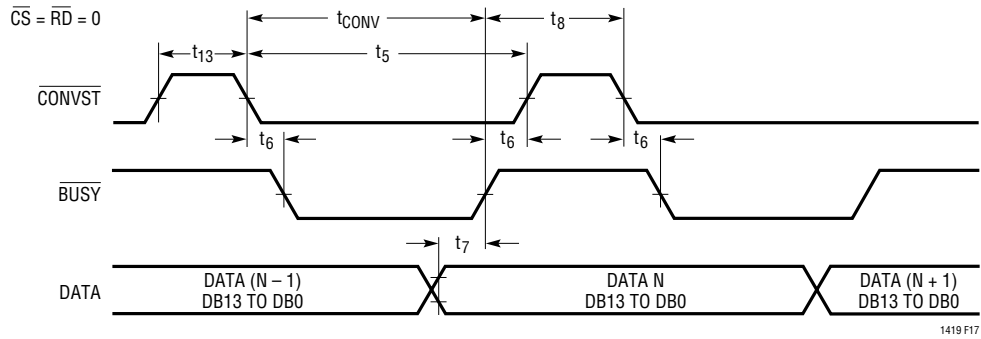 CS = RD = 0
tCONV
t8
t13
t5
CONVST
t6
t6
t6
BUSY
t7
DATA
DATA (N – 1)
DB13 TO DB0
DATA N
DB13 TO DB0
DATA (N + 1)
DB13 TO DB0
1419 F17